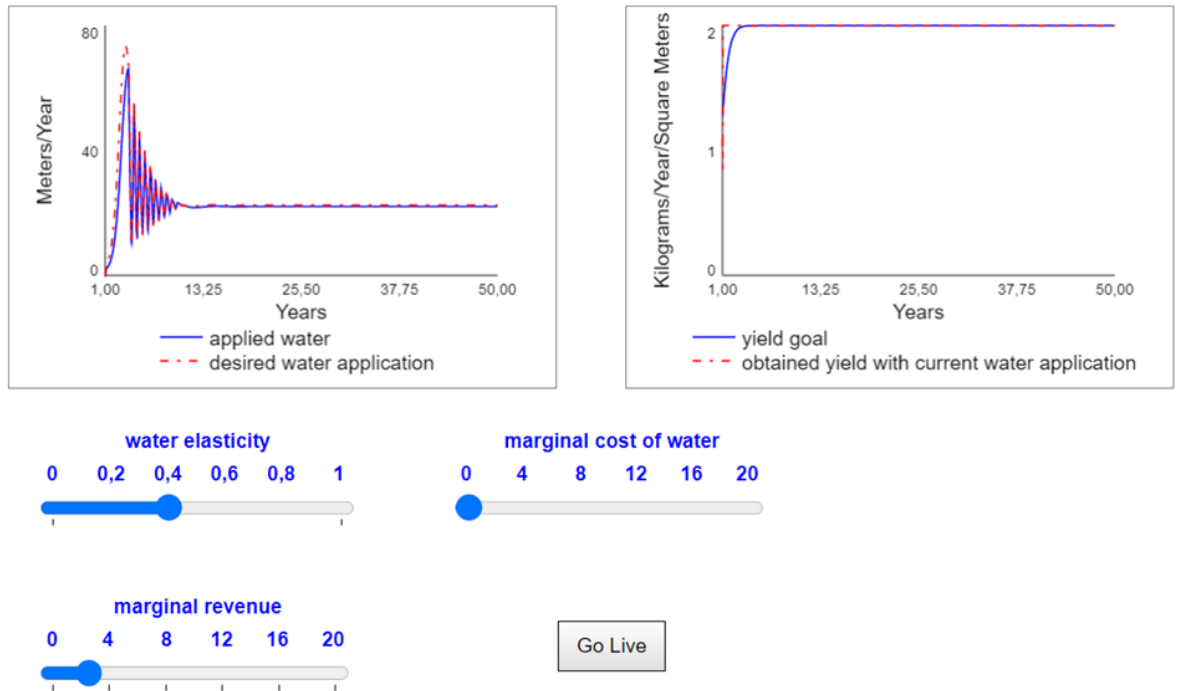 80
40
0
Meters/Year
1,00 13,25 25,50 37,75 50,00
Years
applied water
desired water application
2
1
0
Kilograms/Year/Square Meters
1,00 13,25 25,50 37,75 50,00
Years
yield goal
obtained yield with current water application
water elasticity
0 0,2 0,4 0,6 0,8 1
marginal cost of water
0 4 8 12 16 20
marginal revenue
0 4 8 12 16 20
Go Live